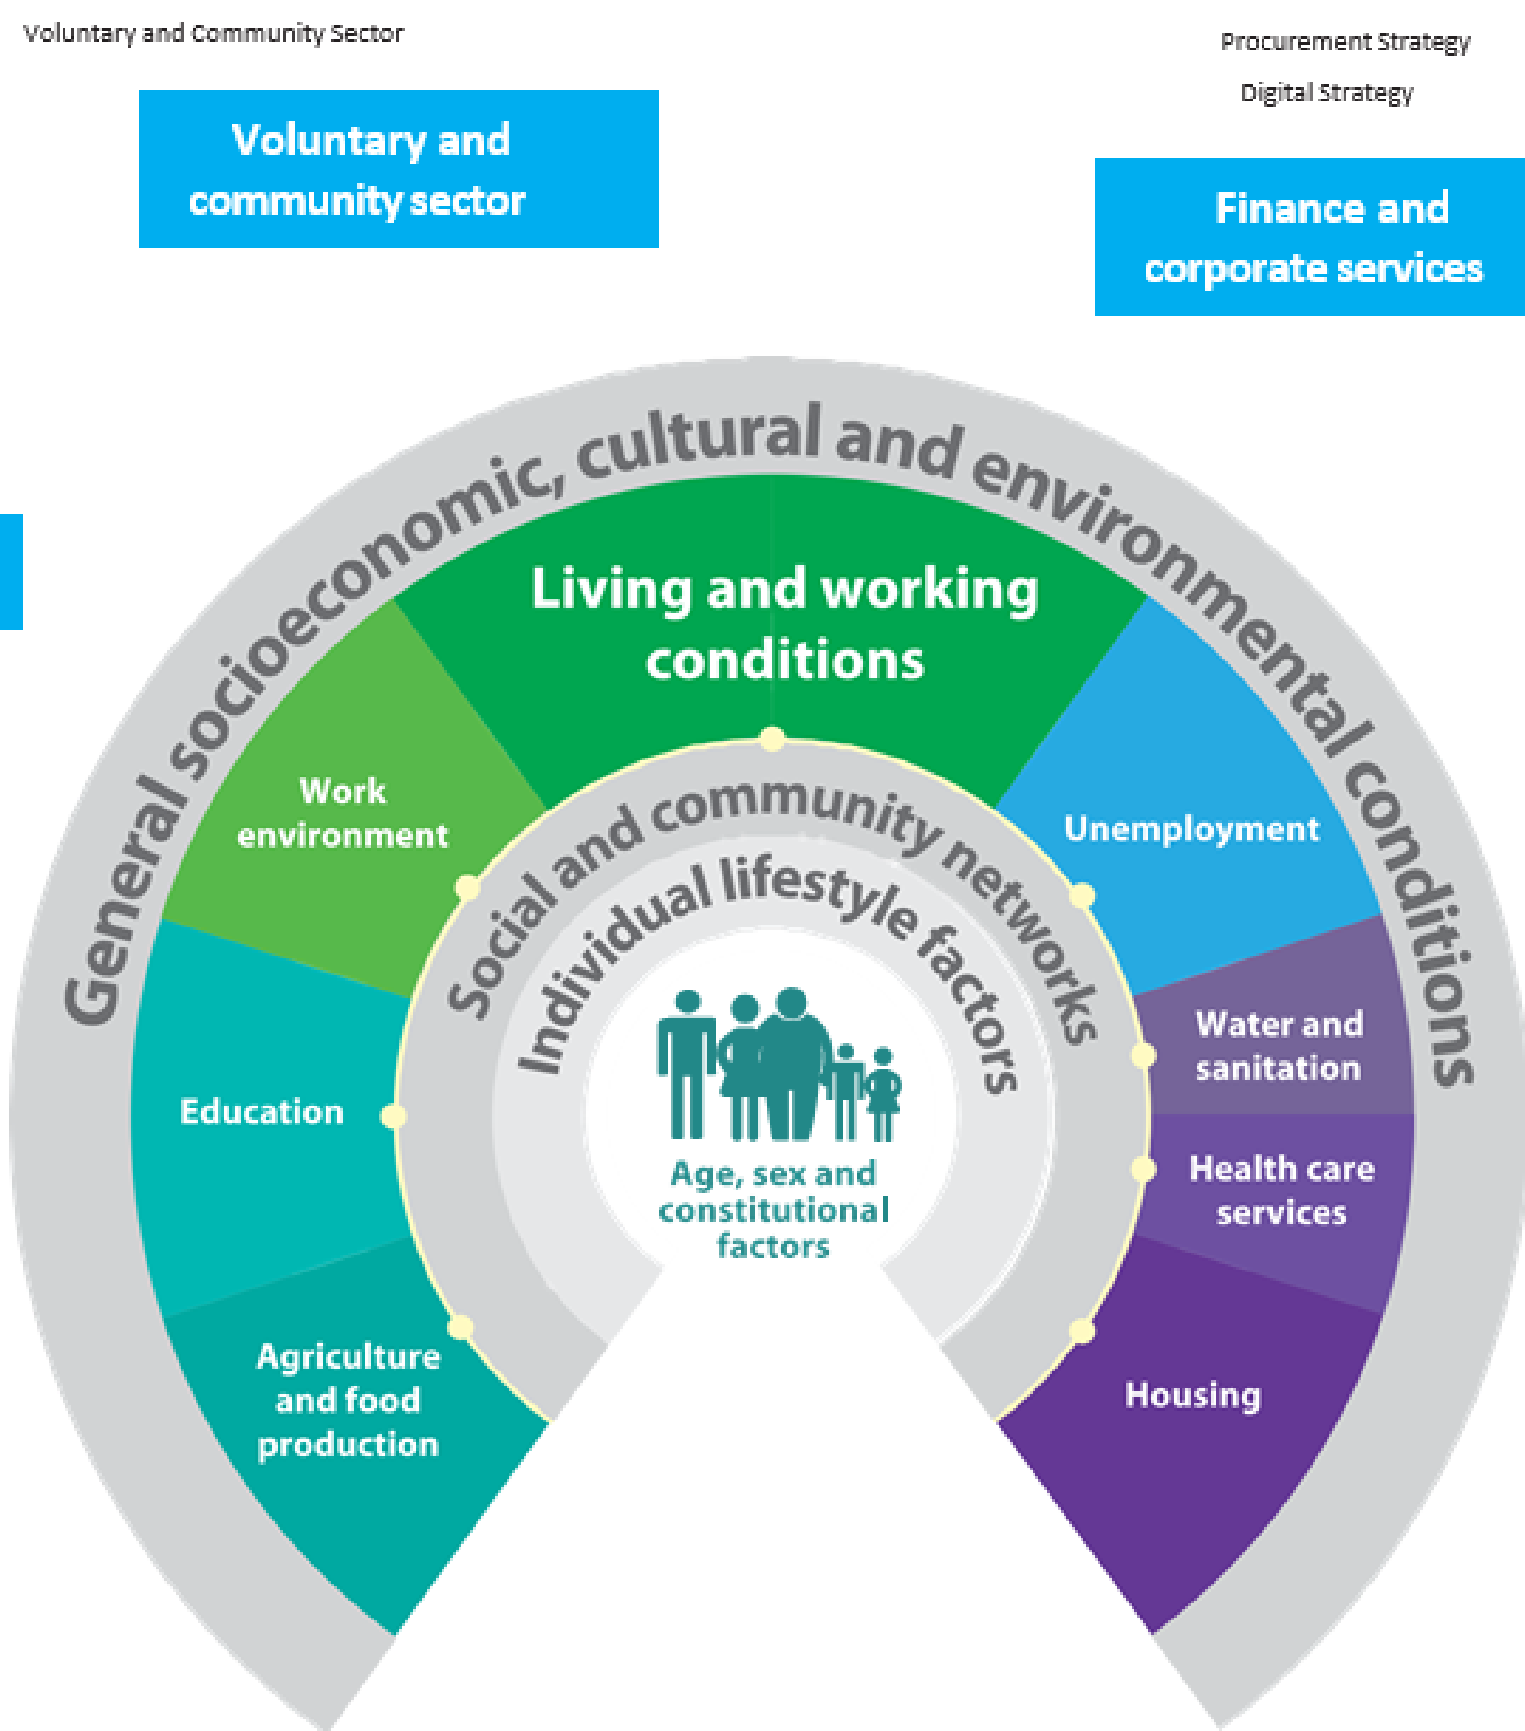 Voluntary and Community Sector
Procurement Strategy
Digital Strategy
Voluntary and
community sector
Finance and
corporate services
General socioeconomic, cultural and environmental conditions
Living and working
conditions
Work
environment
Unemployment
Social and community networks
Individual lifestyle factors
Education
Water and
sanitation
Health care
services
Age, sex and
constitutional
factors
Agriculture
and food
production
Housing